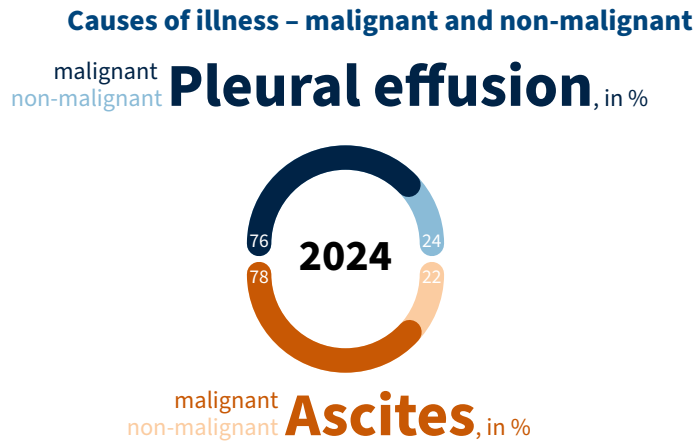 Causes of illness – malignant and non-malignant
malignant
non-malignant Pleural effusion, in %
76 24
2024
78 22
malignant
non-malignant Ascites, in %